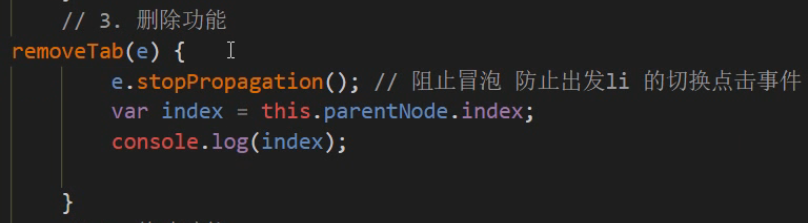 // 3. 删除功能
removeTab(e) {
e.stopPropagation(); // 阻止冒泡 防止出发li 的切换点击事件
var index = this.parentNode.index;
console.log(index);
}